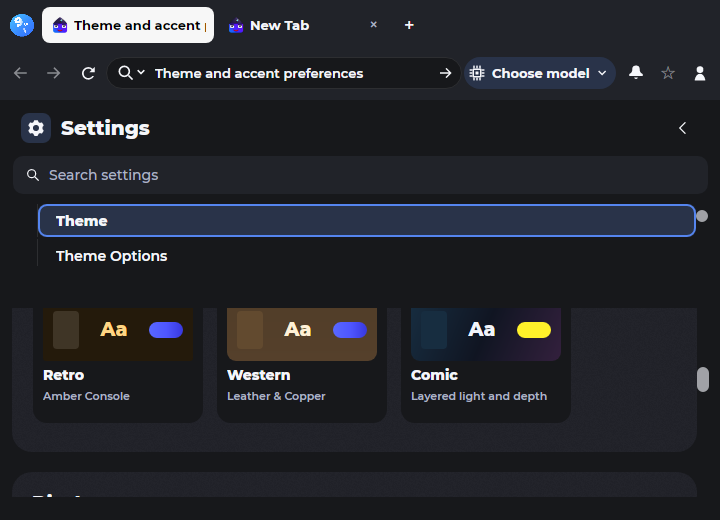 Theme and accent
New Tab
Theme and accent preferences
Choose model
Settings
Search settings
Theme
Theme Options
Aa
Aa
Aa
Retro
Western
Comic
Amber Console
Leather & Copper
Layered light and depth